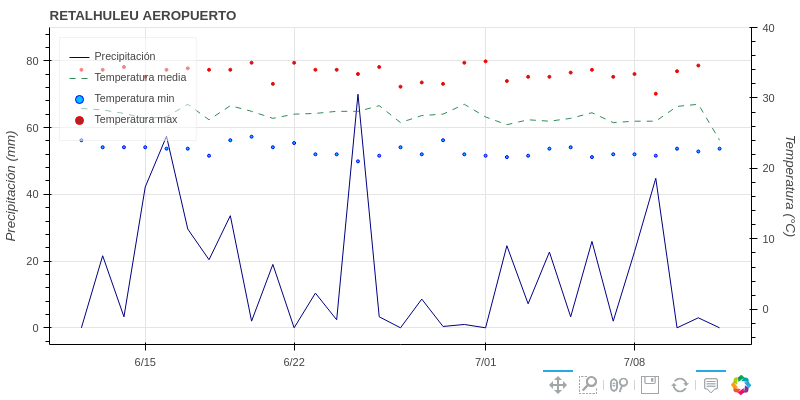 RETALHULEU AEROPUERTO
Precipitación
Temperatura media
Temperatura min
Temperatura max
Precipitación (mm)
80
60
40
20
0
Temperatura (°C)
40
30
20
10
0
6/15
6/22
7/01
7/08